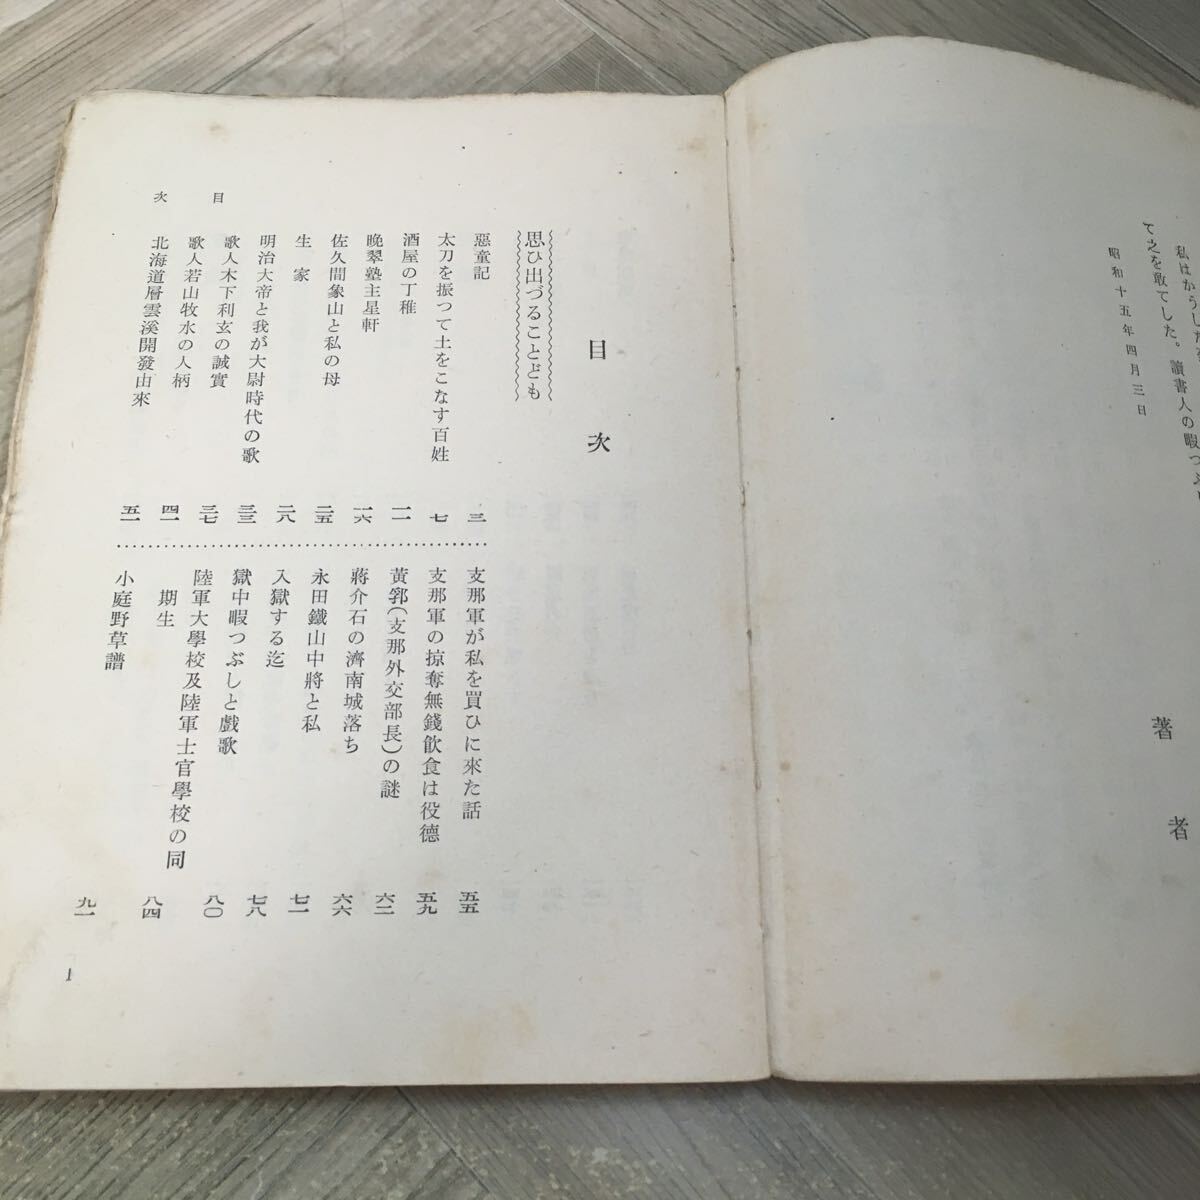 私はかうした
て之を敢てした。讀書人の暇つぶ
昭和十五年四月三日
著者
目次
思ひ出づることども
惡童記 三
太刀を振つて土をこなす百姓 七
酒屋の丁稚 一一
晩翠塾主星軒 一六
佐久間象山と私の母 二五
生家 二八
明治大帝と我が大尉時代の歌 三三
歌人木下利玄の誠實 三七
歌人若山牧水の人柄 四一
北海道層雲溪開發由來 五一
支那軍が私を買ひに來た話 五五
支那軍の掠奪無錢飮食は役德 五九
黃郛(支那外交部長)の謎 六二
蔣介石の濟南城落ち 六六
永田鐵山中將と私 七一
入獄する迄 七八
獄中暇つぶしと戲歌 八〇
陸軍大學校及陸軍士官學校の同
期生 八四
小庭野草譜 九一
目次
1